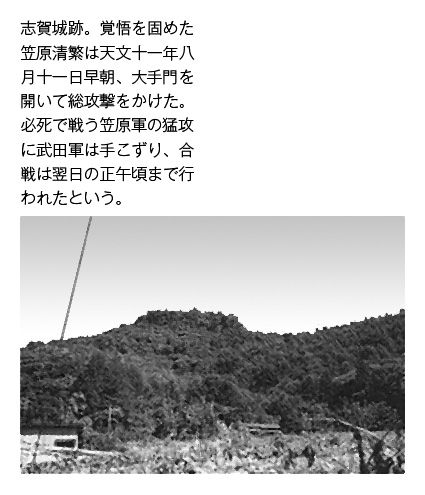 志賀城跡。覚悟を固めた
笠原清繁は天文十一年八
月十一日早朝、大手門を
開いて総攻撃をかけた。
必死で戦う笠原軍の猛攻
に武田軍は手こずり、合
戦は翌日の正午頃まで行
われたという。